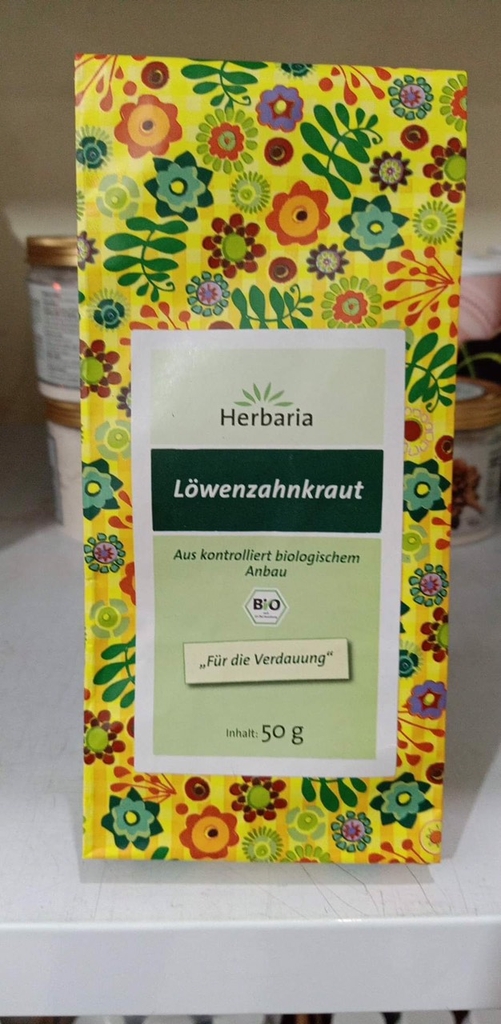 Herbaria
Löwenzahnkraut
Aus kontrolliert biologischem
Anbau
BIO
„Für die Verdauung“
Inhalt: 50 g